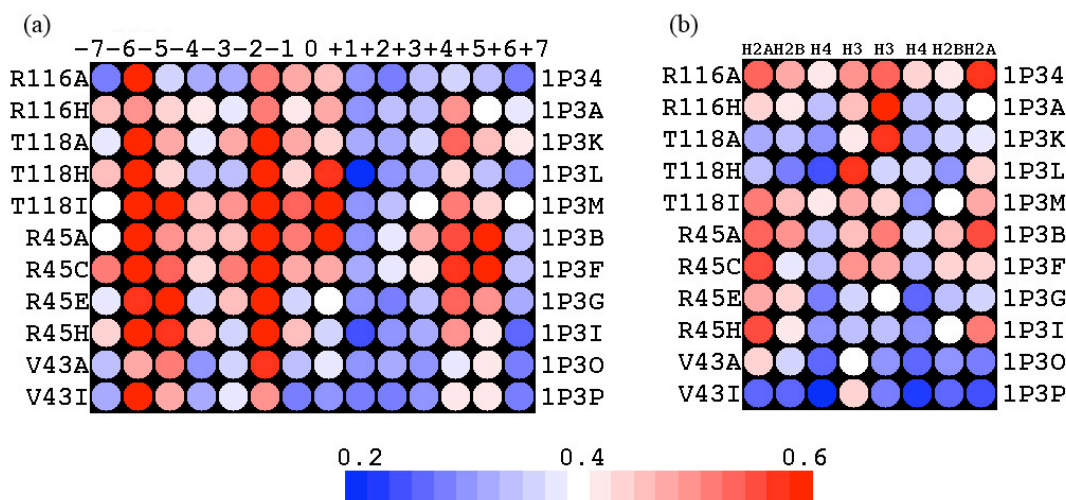 (a)
-7-6-5-4-3-2-1 0 +1+2+3+4+5+6+7
R116A 1P34
R116H 1P3A
T118A 1P3K
T118H 1P3L
T118I 1P3M
R45A 1P3B
R45C 1P3F
R45E 1P3G
R45H 1P3I
V43A 1P3O
V43I 1P3P
(b)
H2A H2B H4 H3 H3 H4 H2B H2A
R116A 1P34
R116H 1P3A
T118A 1P3K
T118H 1P3L
T118I 1P3M
R45A 1P3B
R45C 1P3F
R45E 1P3G
R45H 1P3I
V43A 1P3O
V43I 1P3P
0.2 0.4 0.6